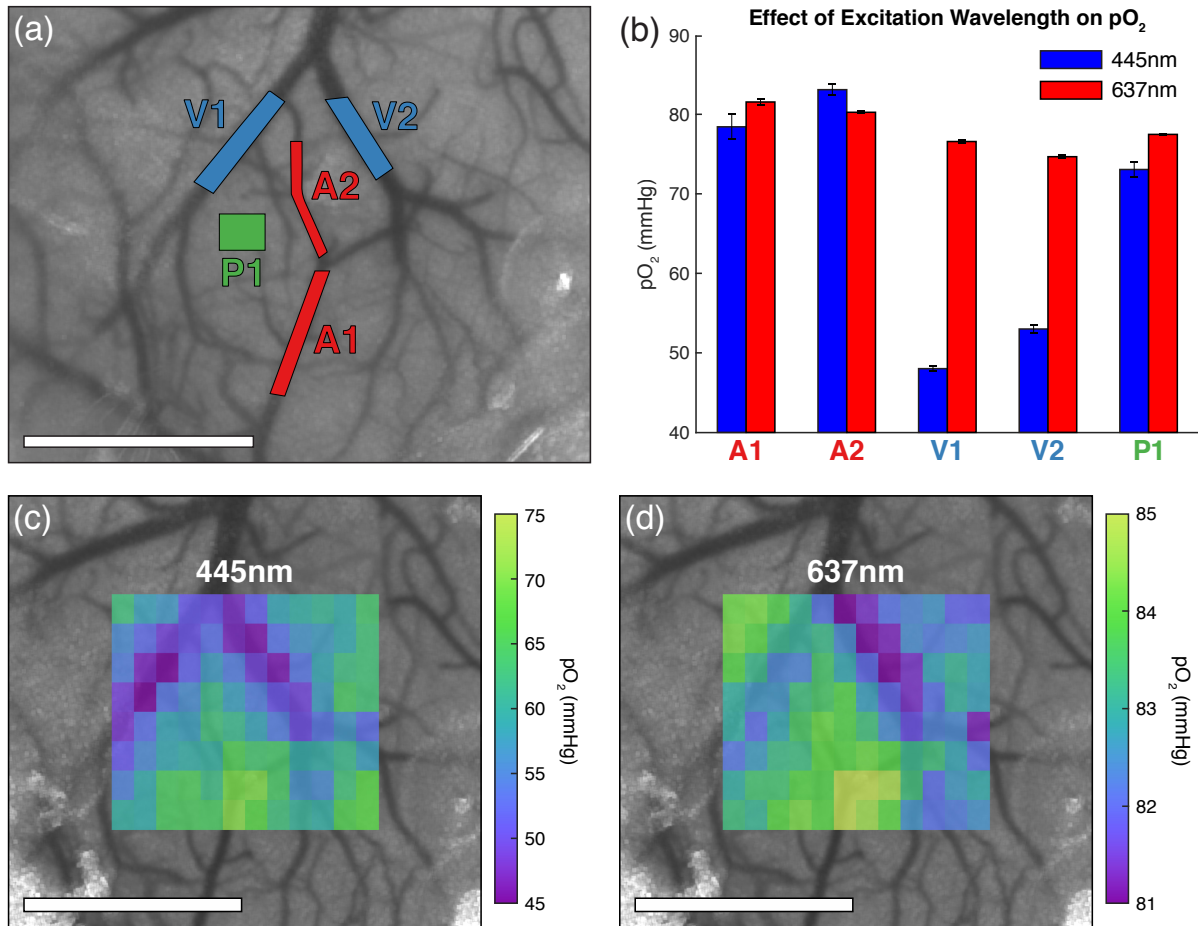 (a)
V1
V2
A2
P1
A1
(b)
Effect of Excitation Wavelength on pO2
445nm
637nm
pO2 (mmHg)
90
80
70
60
50
40
A1
A2
V1
V2
P1
(c)
445nm
75
70
65
60
55
50
45
pO2 (mmHg)
(d)
637nm
85
84
83
82
81
pO2 (mmHg)